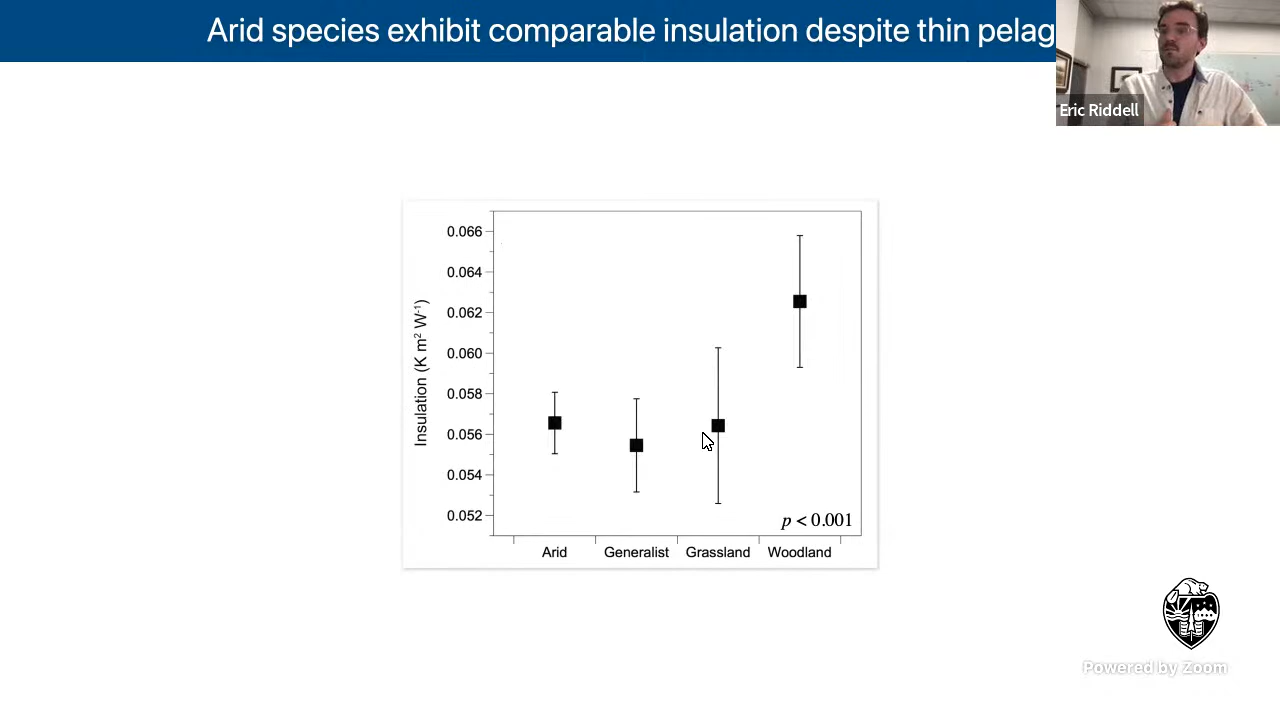 Arid species exhibit comparable insulation despite thin pelag
Eric Riddell
0.066
0.064
0.062
0.060
0.058
0.056
0.054
0.052
Insulation (K m² W⁻¹)
p < 0.001
Arid Generalist Grassland Woodland
Powered by Zoom